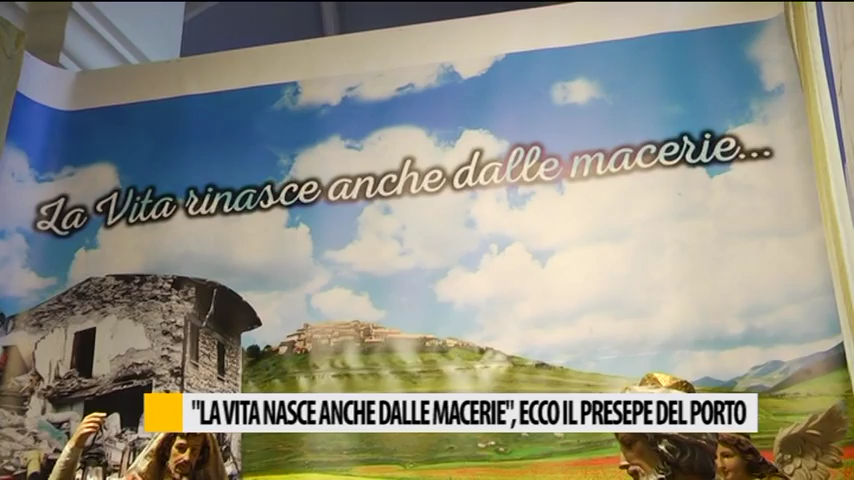 La Vita rinasce anche dalle macerie...
"LA VITA NASCE ANCHE DALLE MACERIE", ECCO IL PRESEPE DEL PORTO